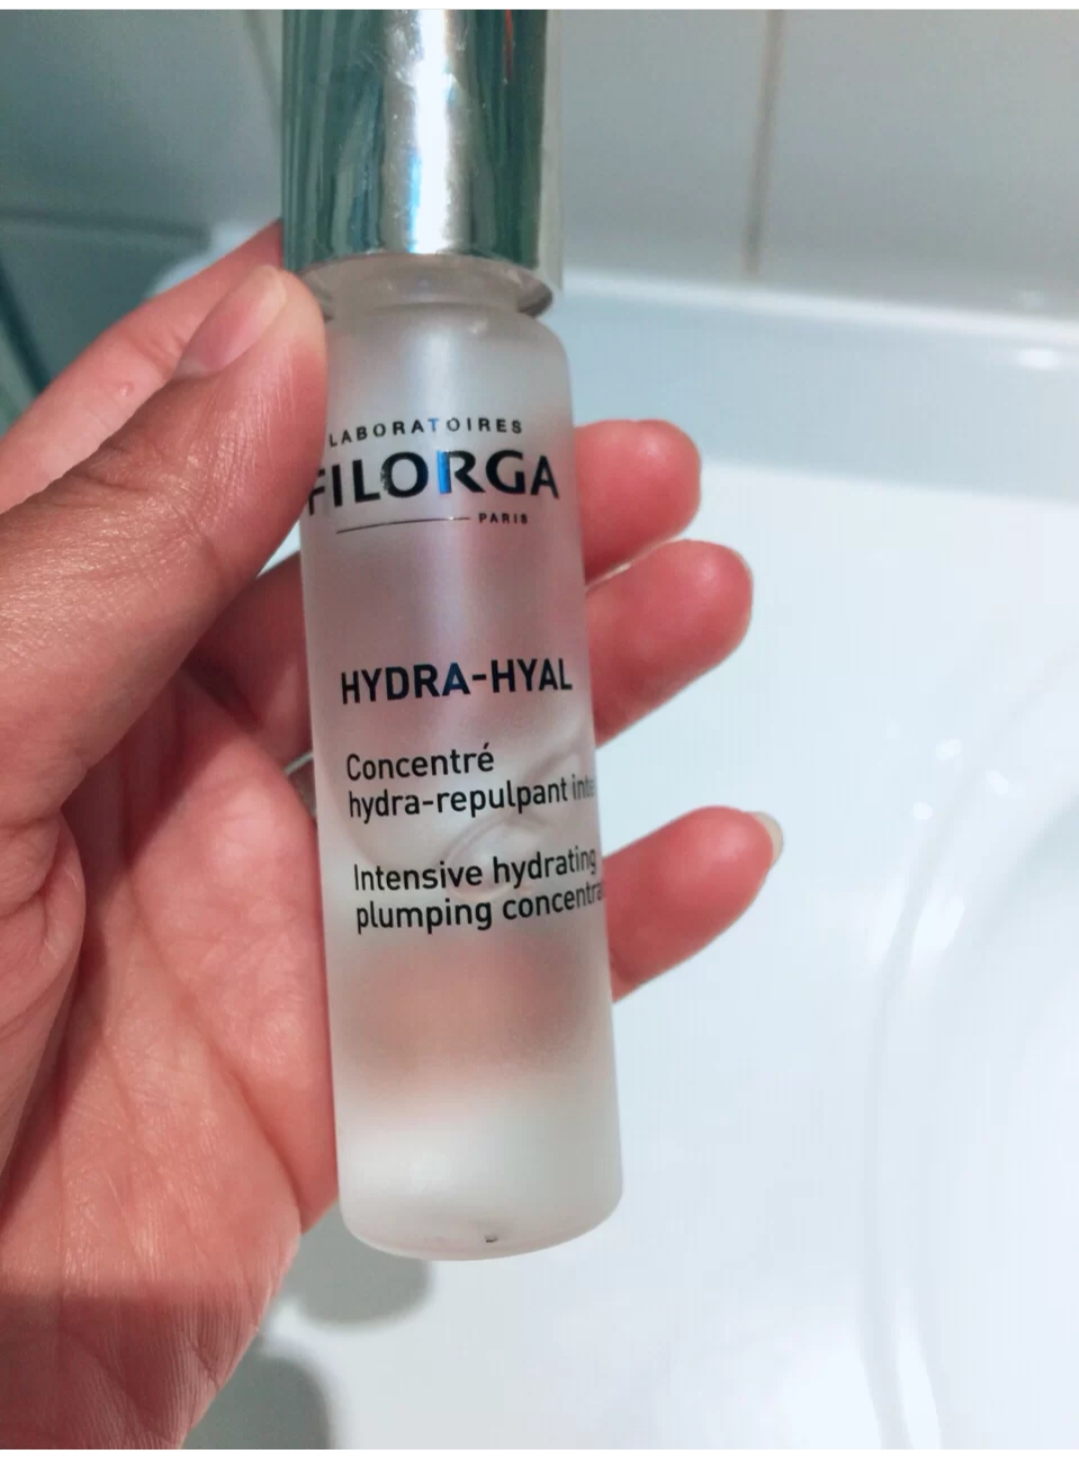 LABORATOIRES
FILORGA
PARIS
HYDRA-HYAL
Concentré
hydra-repulpant
Intensive hydrating
plumping